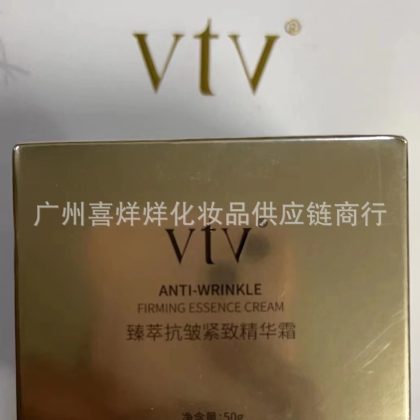 vtv®
广州喜烊烊化妆品供应链商行
vtv®
ANTI-WRINKLE
FIRMING ESSENCE CREAM
臻萃抗皱紧致精华霜
净含量:50g